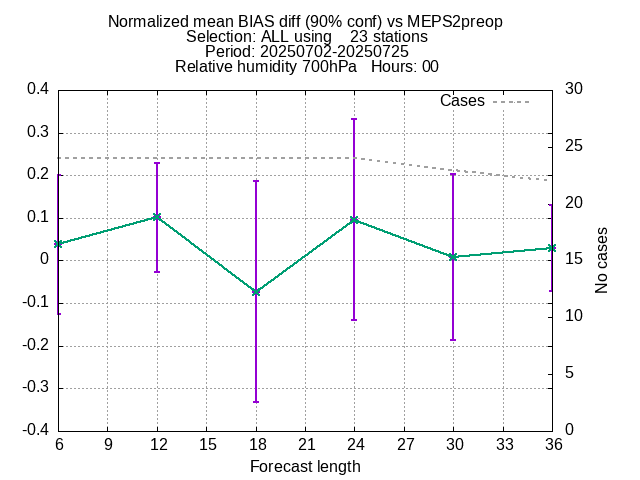 Normalized mean BIAS diff (90% conf) vs MEPS2preop
Selection: ALL using    23 stations
Period: 20250702-20250725
Relative humidity 700hPa   Hours: 00
Cases
0.4
0.3
0.2
0.1
0
-0.1
-0.2
-0.3
-0.4
30
25
20
15
10
5
0
No cases
6 9 12 15 18 21 24 27 30 33 36
Forecast length